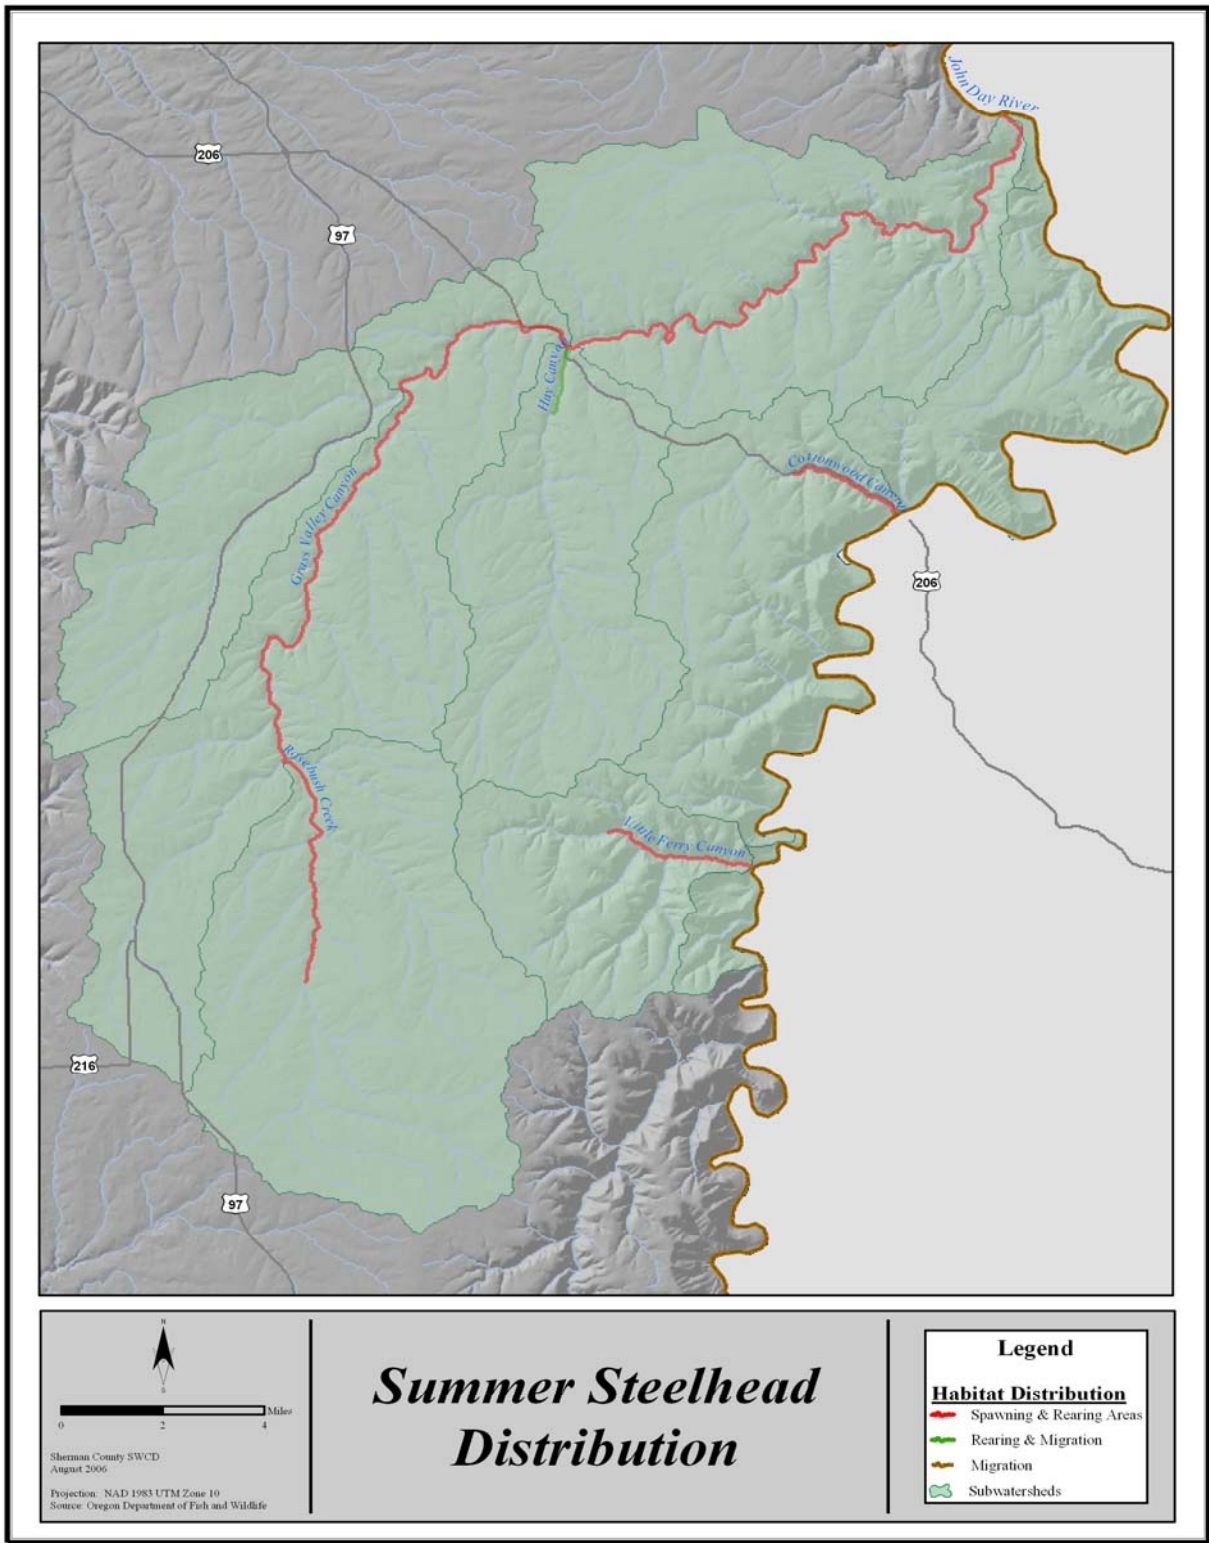 John Day River
206
97
Hay Canyon
Cottonwood Canyon
Grass Valley Canyon
206
Rosebush Creek
Little Ferry Canyon
216
97
N
S
0 2 4 Miles
Sherman County SWCD
August 2006
Projection: NAD 1983 UTM Zone 10
Source: Oregon Department of Fish and Wildlife
Summer Steelhead
Distribution
Legend
Habitat Distribution
Spawning & Rearing Areas
Rearing & Migration
Migration
Subwatersheds